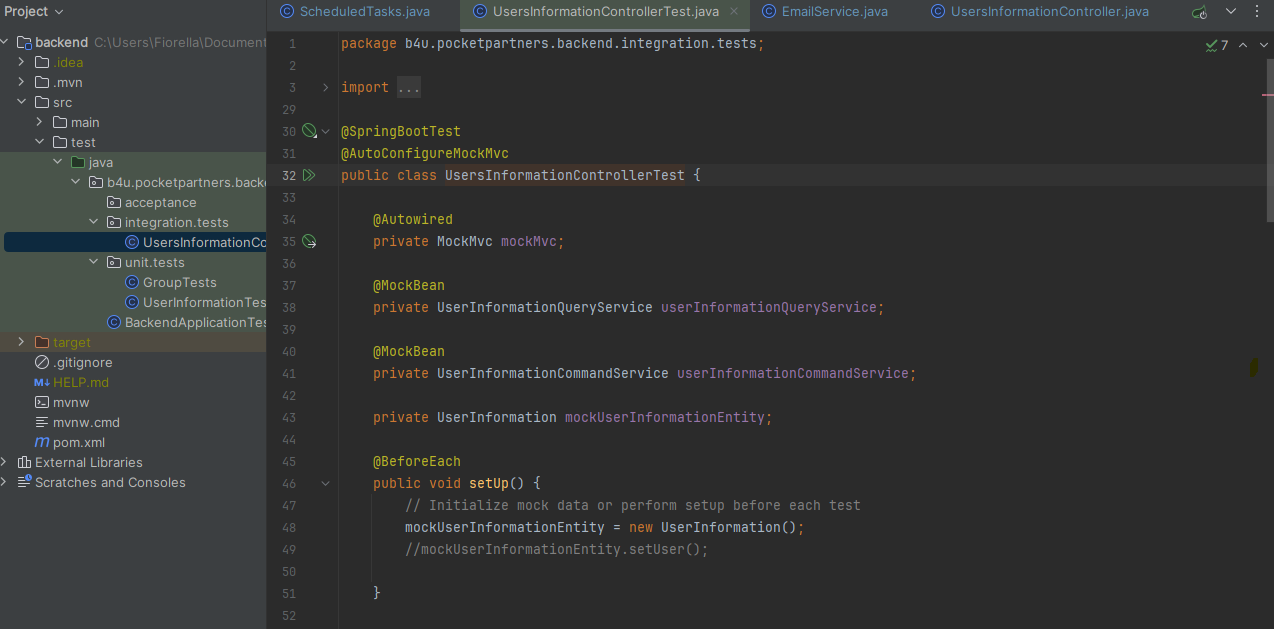 Project
ScheduledTasks.java
UsersInformationControllerTest.java
EmailService.java
UsersInformationController.java
backend C:\Users\Fiorella\Document
.idea
.mvn
src
main
test
java
b4u.pocketpartners.backe
acceptance
integration.tests
UsersInformationCo
unit.tests
GroupTests
UserInformationTes
BackendApplicationTes
target
.gitignore
M↓ HELP.md
mvnw
mvnw.cmd
m pom.xml
External Libraries
Scratches and Consoles
7
1 package b4u.pocketpartners.backend.integration.tests;
2
3 import ...
29
30 @SpringBootTest
31 @AutoConfigureMockMvc
32 public class UsersInformationControllerTest {
33
34 @Autowired
35 private MockMvc mockMvc;
36
37 @MockBean
38 private UserInformationQueryService userInformationQueryService;
39
40 @MockBean
41 private UserInformationCommandService userInformationCommandService;
42
43 private UserInformation mockUserInformationEntity;
44
45 @BeforeEach
46 public void setUp() {
47 // Initialize mock data or perform setup before each test
48 mockUserInformationEntity = new UserInformation();
49 //mockUserInformationEntity.setUser();
50
51 }
52